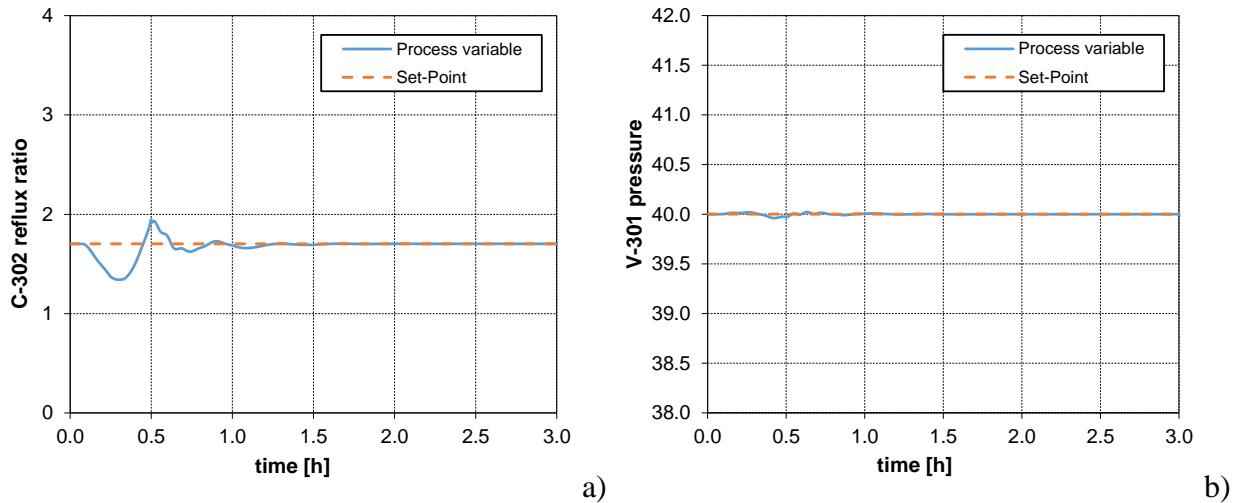 4
3
2
1
0
C-302 reflux ratio
Process variable
Set-Point
0.0 0.5 1.0 1.5 2.0 2.5 3.0
time [h]
a)
42.0
41.5
41.0
40.5
40.0
39.5
39.0
38.5
38.0
V-301 pressure
Process variable
Set-Point
0.0 0.5 1.0 1.5 2.0 2.5 3.0
time [h]
b)